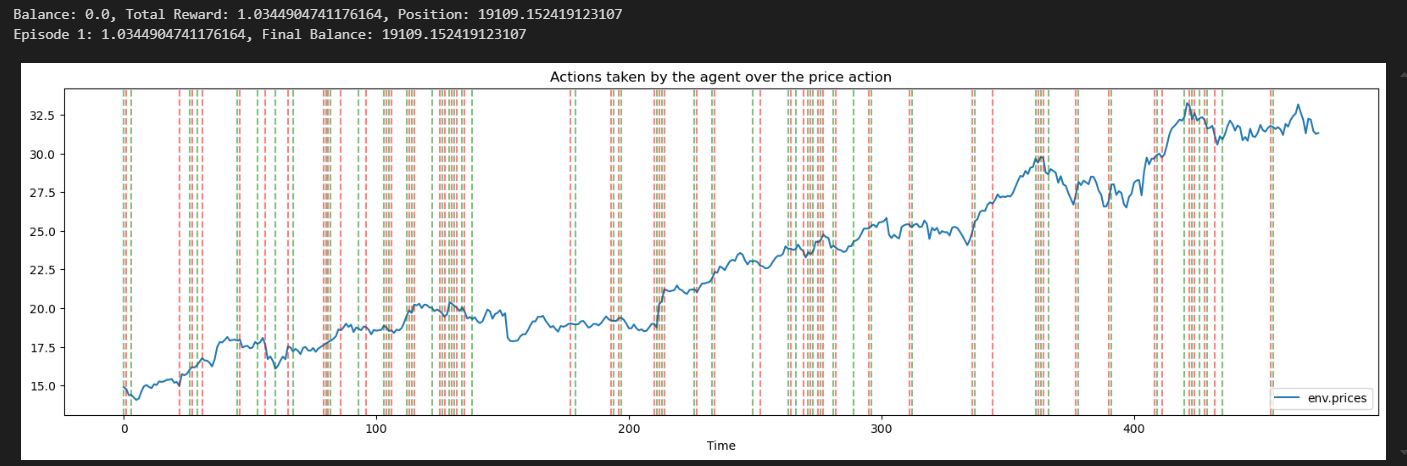 Balance: 0.0, Total Reward: 1.0344904741176164, Position: 19109.152419123107
Episode 1: 1.0344904741176164, Final Balance: 19109.152419123107
Actions taken by the agent over the price action
32.5
30.0
27.5
25.0
22.5
20.0
17.5
15.0
env.prices
0 100 200 300 400
Time